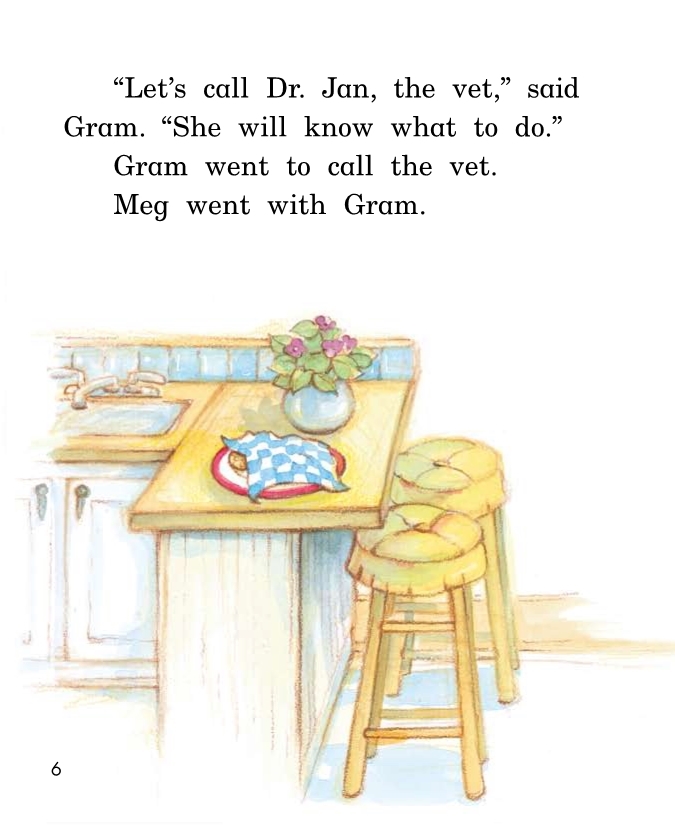 “Let’s call Dr. Jan, the vet,” said
Gram. “She will know what to do.”
Gram went to call the vet.
Meg went with Gram.
6